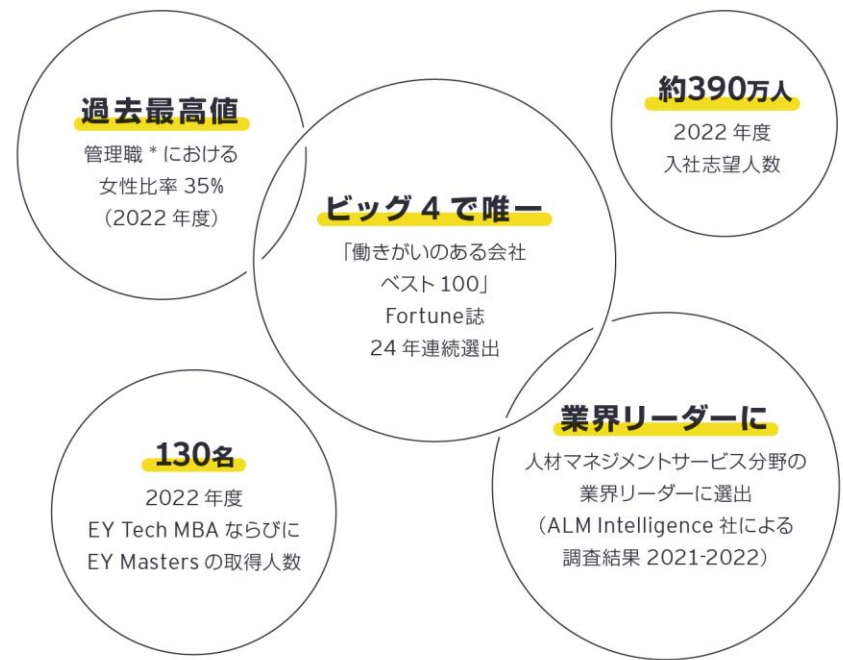 過去最高値
管理職 * における
女性比率 35%
（2022 年度）
ビッグ 4 で唯一
「働きがいのある会社
ベスト 100」
Fortune誌
24 年連続選出
約390万人
2022 年度
入社志望人数
130名
2022 年度
EY Tech MBA ならびに
EY Masters の取得人数
業界リーダーに
人材マネジメントサービス分野の
業界リーダーに選出
（ALM Intelligence 社による
調査結果 2021-2022）